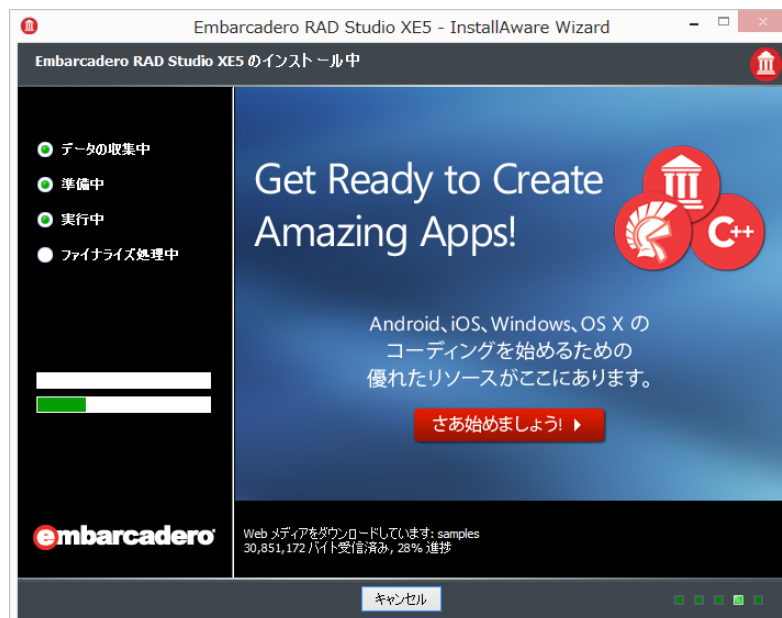 Embarcadero RAD Studio XE5 - InstallAware Wizard
Embarcadero RAD Studio XE5 のインストール中
データの収集中
準備中
実行中
ファイナライズ処理中
Get Ready to Create
Amazing Apps!
C++
Android、iOS、Windows、OS X の
コーディングを始めるための
優れたリソースがここにあります。
さあ始めましょう!
embarcadero
Web メディアをダウンロードしています: samples
30,851,172 バイト受信済み, 28% 進捗
キャンセル